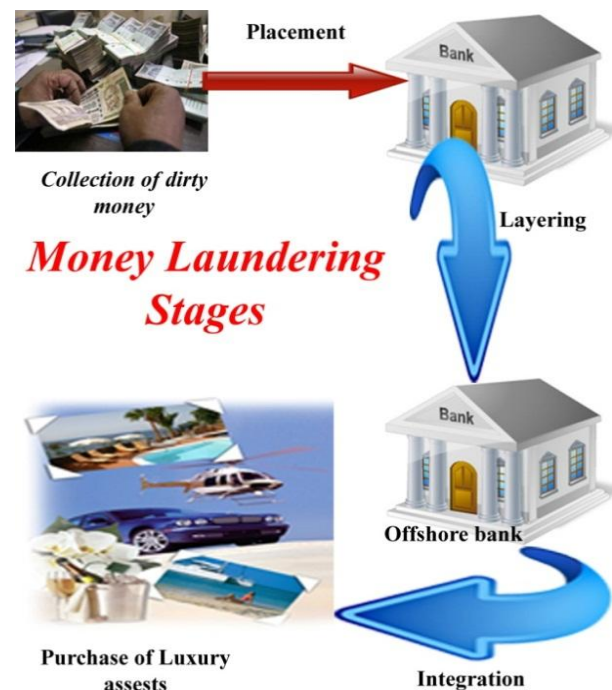 Placement
Bank
Collection of dirty
money
Layering
Money Laundering
Stages
Bank
Offshore bank
Purchase of Luxury
assests
Integration